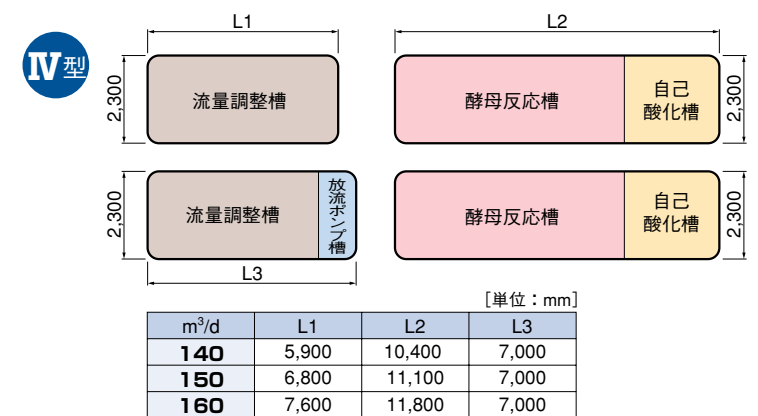 Ⅳ型
L1
L2
2,300
流量調整槽
酵母反応槽
自己
酸化槽
2,300
2,300
流量調整槽
放流ポンプ槽
酵母反応槽
自己
酸化槽
2,300
L3
［単位：mm］
m³/d L1 L2 L3
140 5,900 10,400 7,000
150 6,800 11,100 7,000
160 7,600 11,800 7,000